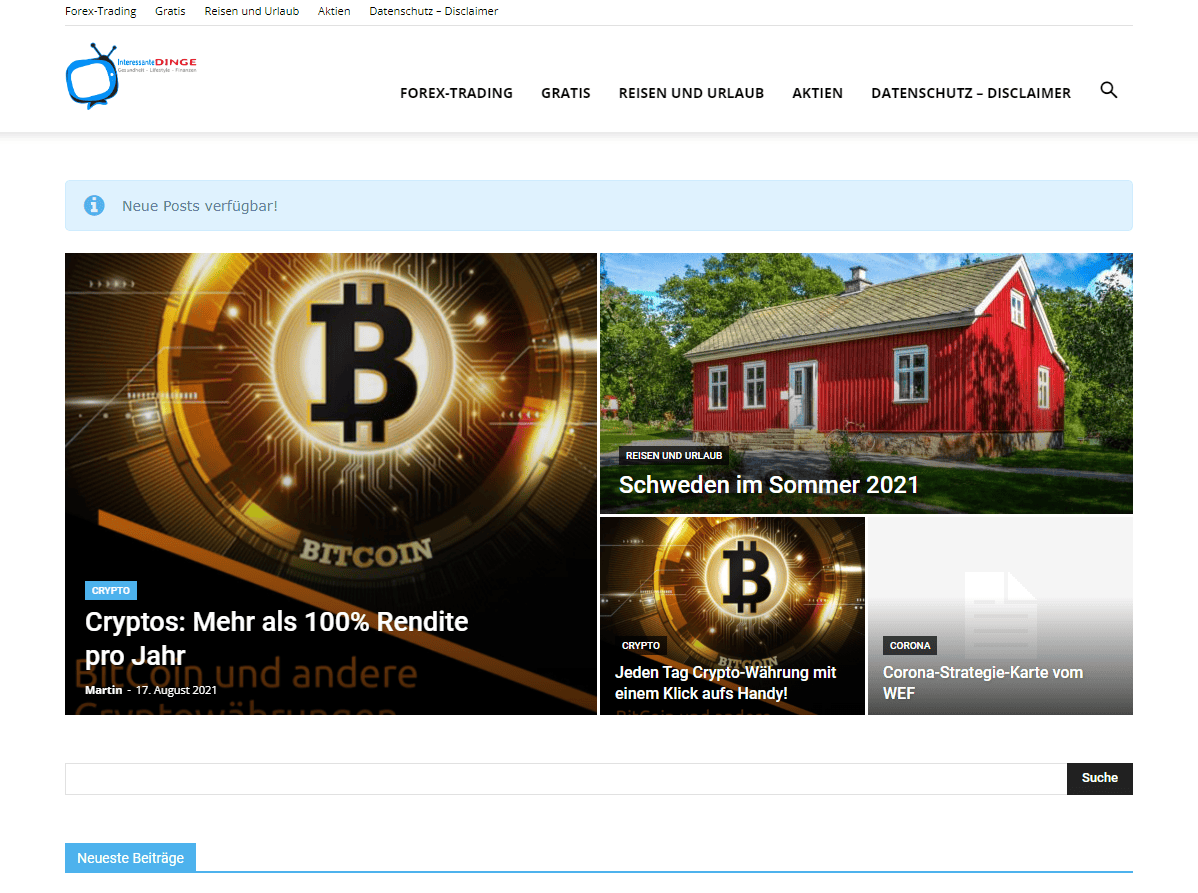 Forex-Trading Gratis Reisen und Urlaub Aktien Datenschutz – Disclaimer
InteressanteDINGE
Gesundheit - Lifestyle - Finanzen
FOREX-TRADING GRATIS REISEN UND URLAUB AKTIEN DATENSCHUTZ – DISCLAIMER
Neue Posts verfügbar!
BITCOIN
CRYPTO
Cryptos: Mehr als 100% Rendite
pro Jahr
BitCoin und andere
Martin - 17. August 2021
Cryptowährungen
REISEN UND URLAUB
Schweden im Sommer 2021
BITCOIN
CRYPTO
Jeden Tag Crypto-Währung mit
einem Klick aufs Handy!
BitCoin und andere
CORONA
Corona-Strategie-Karte vom
WEF
Suche
Neueste Beiträge